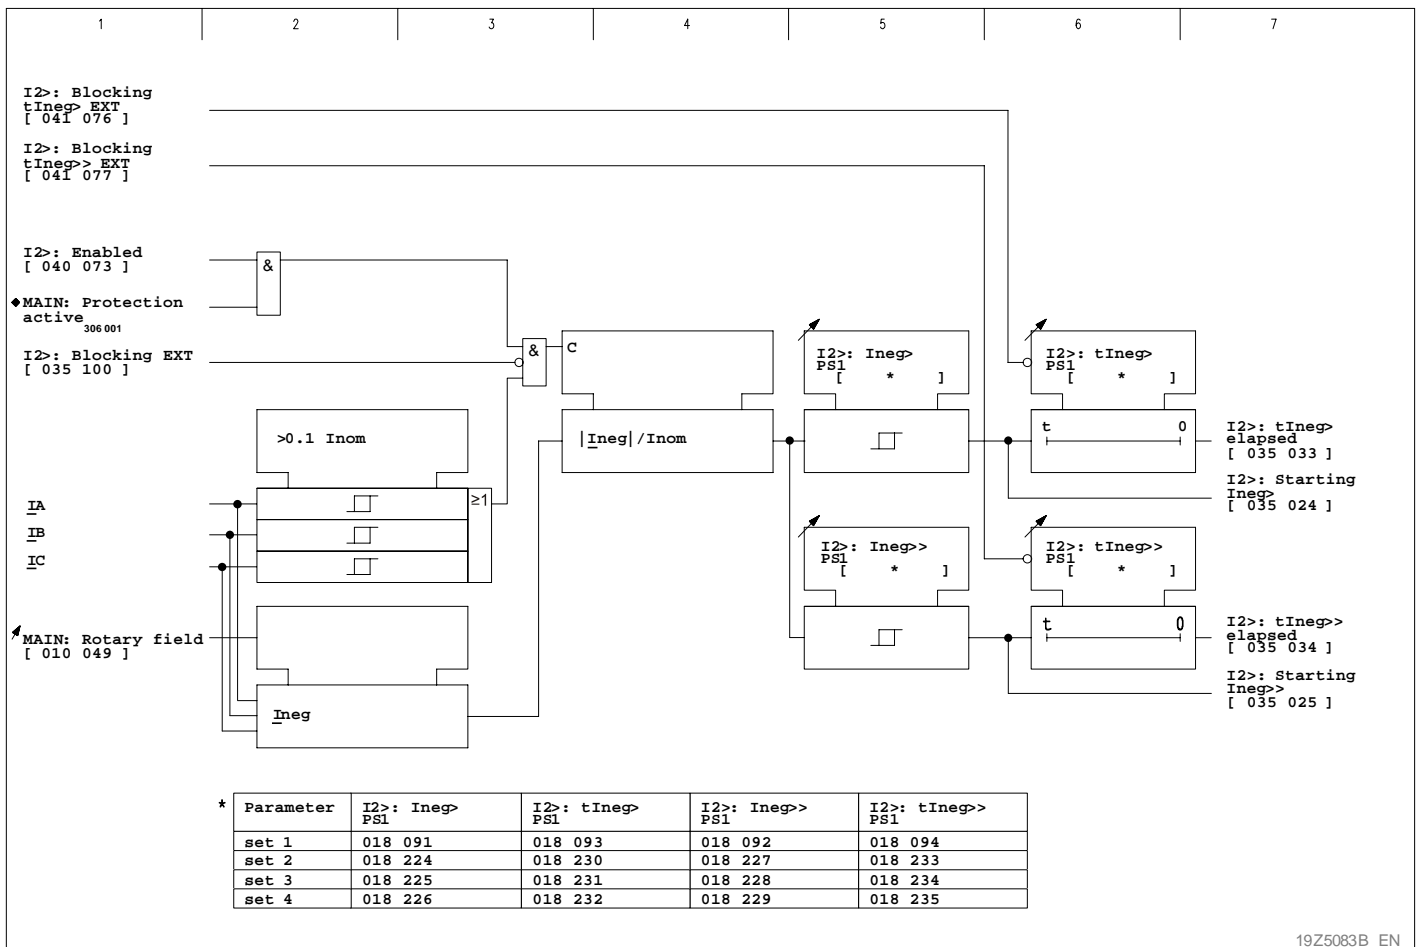 1 2 3 4 5 6 7
I2>: Blocking
tIneg> EXT
[ 041 076 ]
I2>: Blocking
tIneg>> EXT
[ 041 077 ]
I2>: Enabled
[ 040 073 ]
&
MAIN: Protection
active
306 001
I2>: Blocking EXT
[ 035 100 ]
&
C
I2>: Ineg>
PS1
[ * ]
I2>: tIneg>
PS1
[ * ]
>0.1 Inom
|Ineg|/Inom
t 0
I2>: tIneg>
elapsed
[ 035 033 ]
I2>: Starting
Ineg>
[ 035 024 ]
IA
≥1
IB
IC
I2>: Ineg>>
PS1
[ * ]
I2>: tIneg>>
PS1
[ * ]
MAIN: Rotary field
[ 010 049 ]
t 0
I2>: tIneg>>
elapsed
[ 035 034 ]
I2>: Starting
Ineg>>
[ 035 025 ]
Ineg
* Parameter I2>: Ineg> PS1 I2>: tIneg> PS1 I2>: Ineg>> PS1 I2>: tIneg>> PS1
set 1 018 091 018 093 018 092 018 094
set 2 018 224 018 230 018 227 018 233
set 3 018 225 018 231 018 228 018 234
set 4 018 226 018 232 018 229 018 235
19Z5083B EN